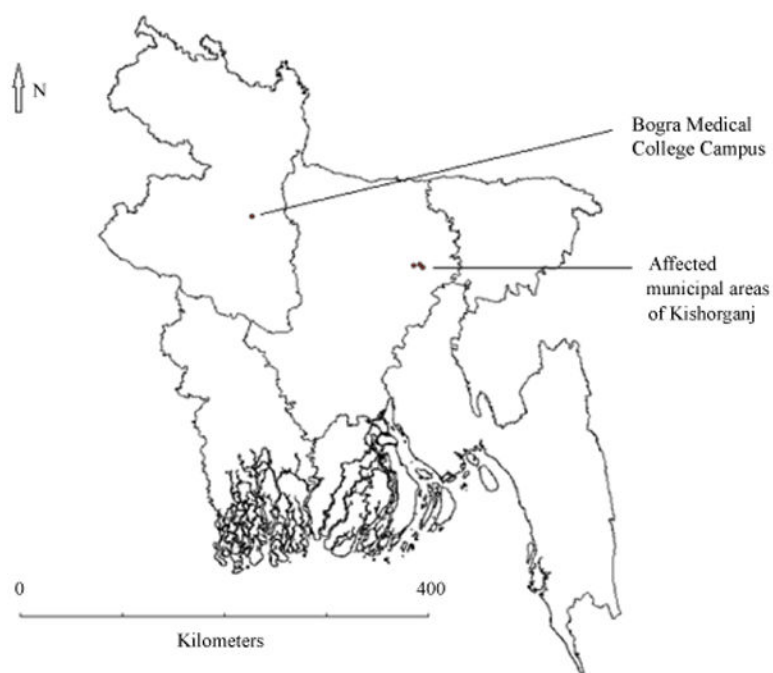 N
Bogra Medical
College Campus
Affected
municipal areas
of Kishorganj
0
400
Kilometers